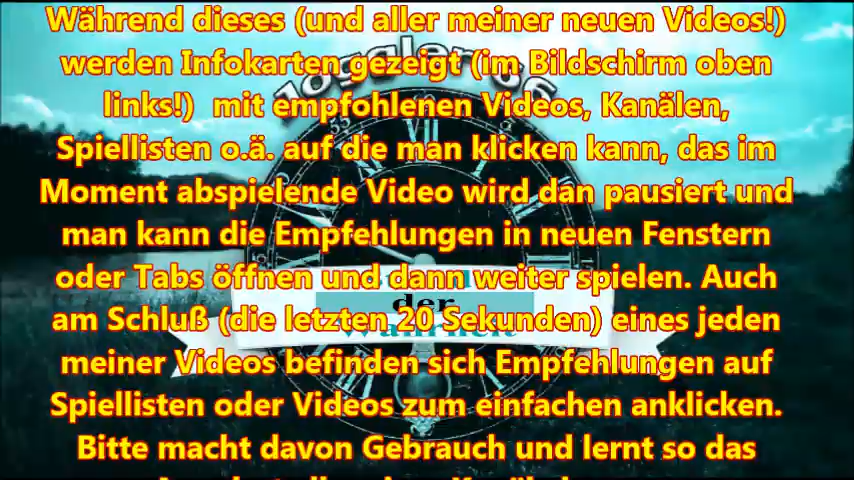 Während dieses (und aller meiner neuen Videos!)
werden Infokarten gezeigt (im Bildschirm oben
links!) mit empfohlenen Videos, Kanälen,
Spiellisten o.ä. auf die man klicken kann, das im
Moment abspielende Video wird dan pausiert und
man kann die Empfehlungen in neuen Fenstern
oder Tabs öffnen und dann weiter spielen. Auch
am Schluß (die letzten 20 Sekunden) eines jeden
meiner Videos befinden sich Empfehlungen auf
Spiellisten oder Videos zum einfachen anklicken.
Bitte macht davon Gebrauch und lernt so das
joggler66
der
Wahrheit
VII